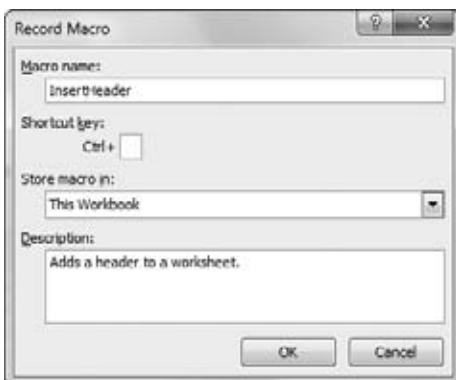 Record Macro
Macro name:
InsertHeader
Shortcut key:
Ctrl+
Store macro in:
This Workbook
Description:
Adds a header to a worksheet.
OK Cancel